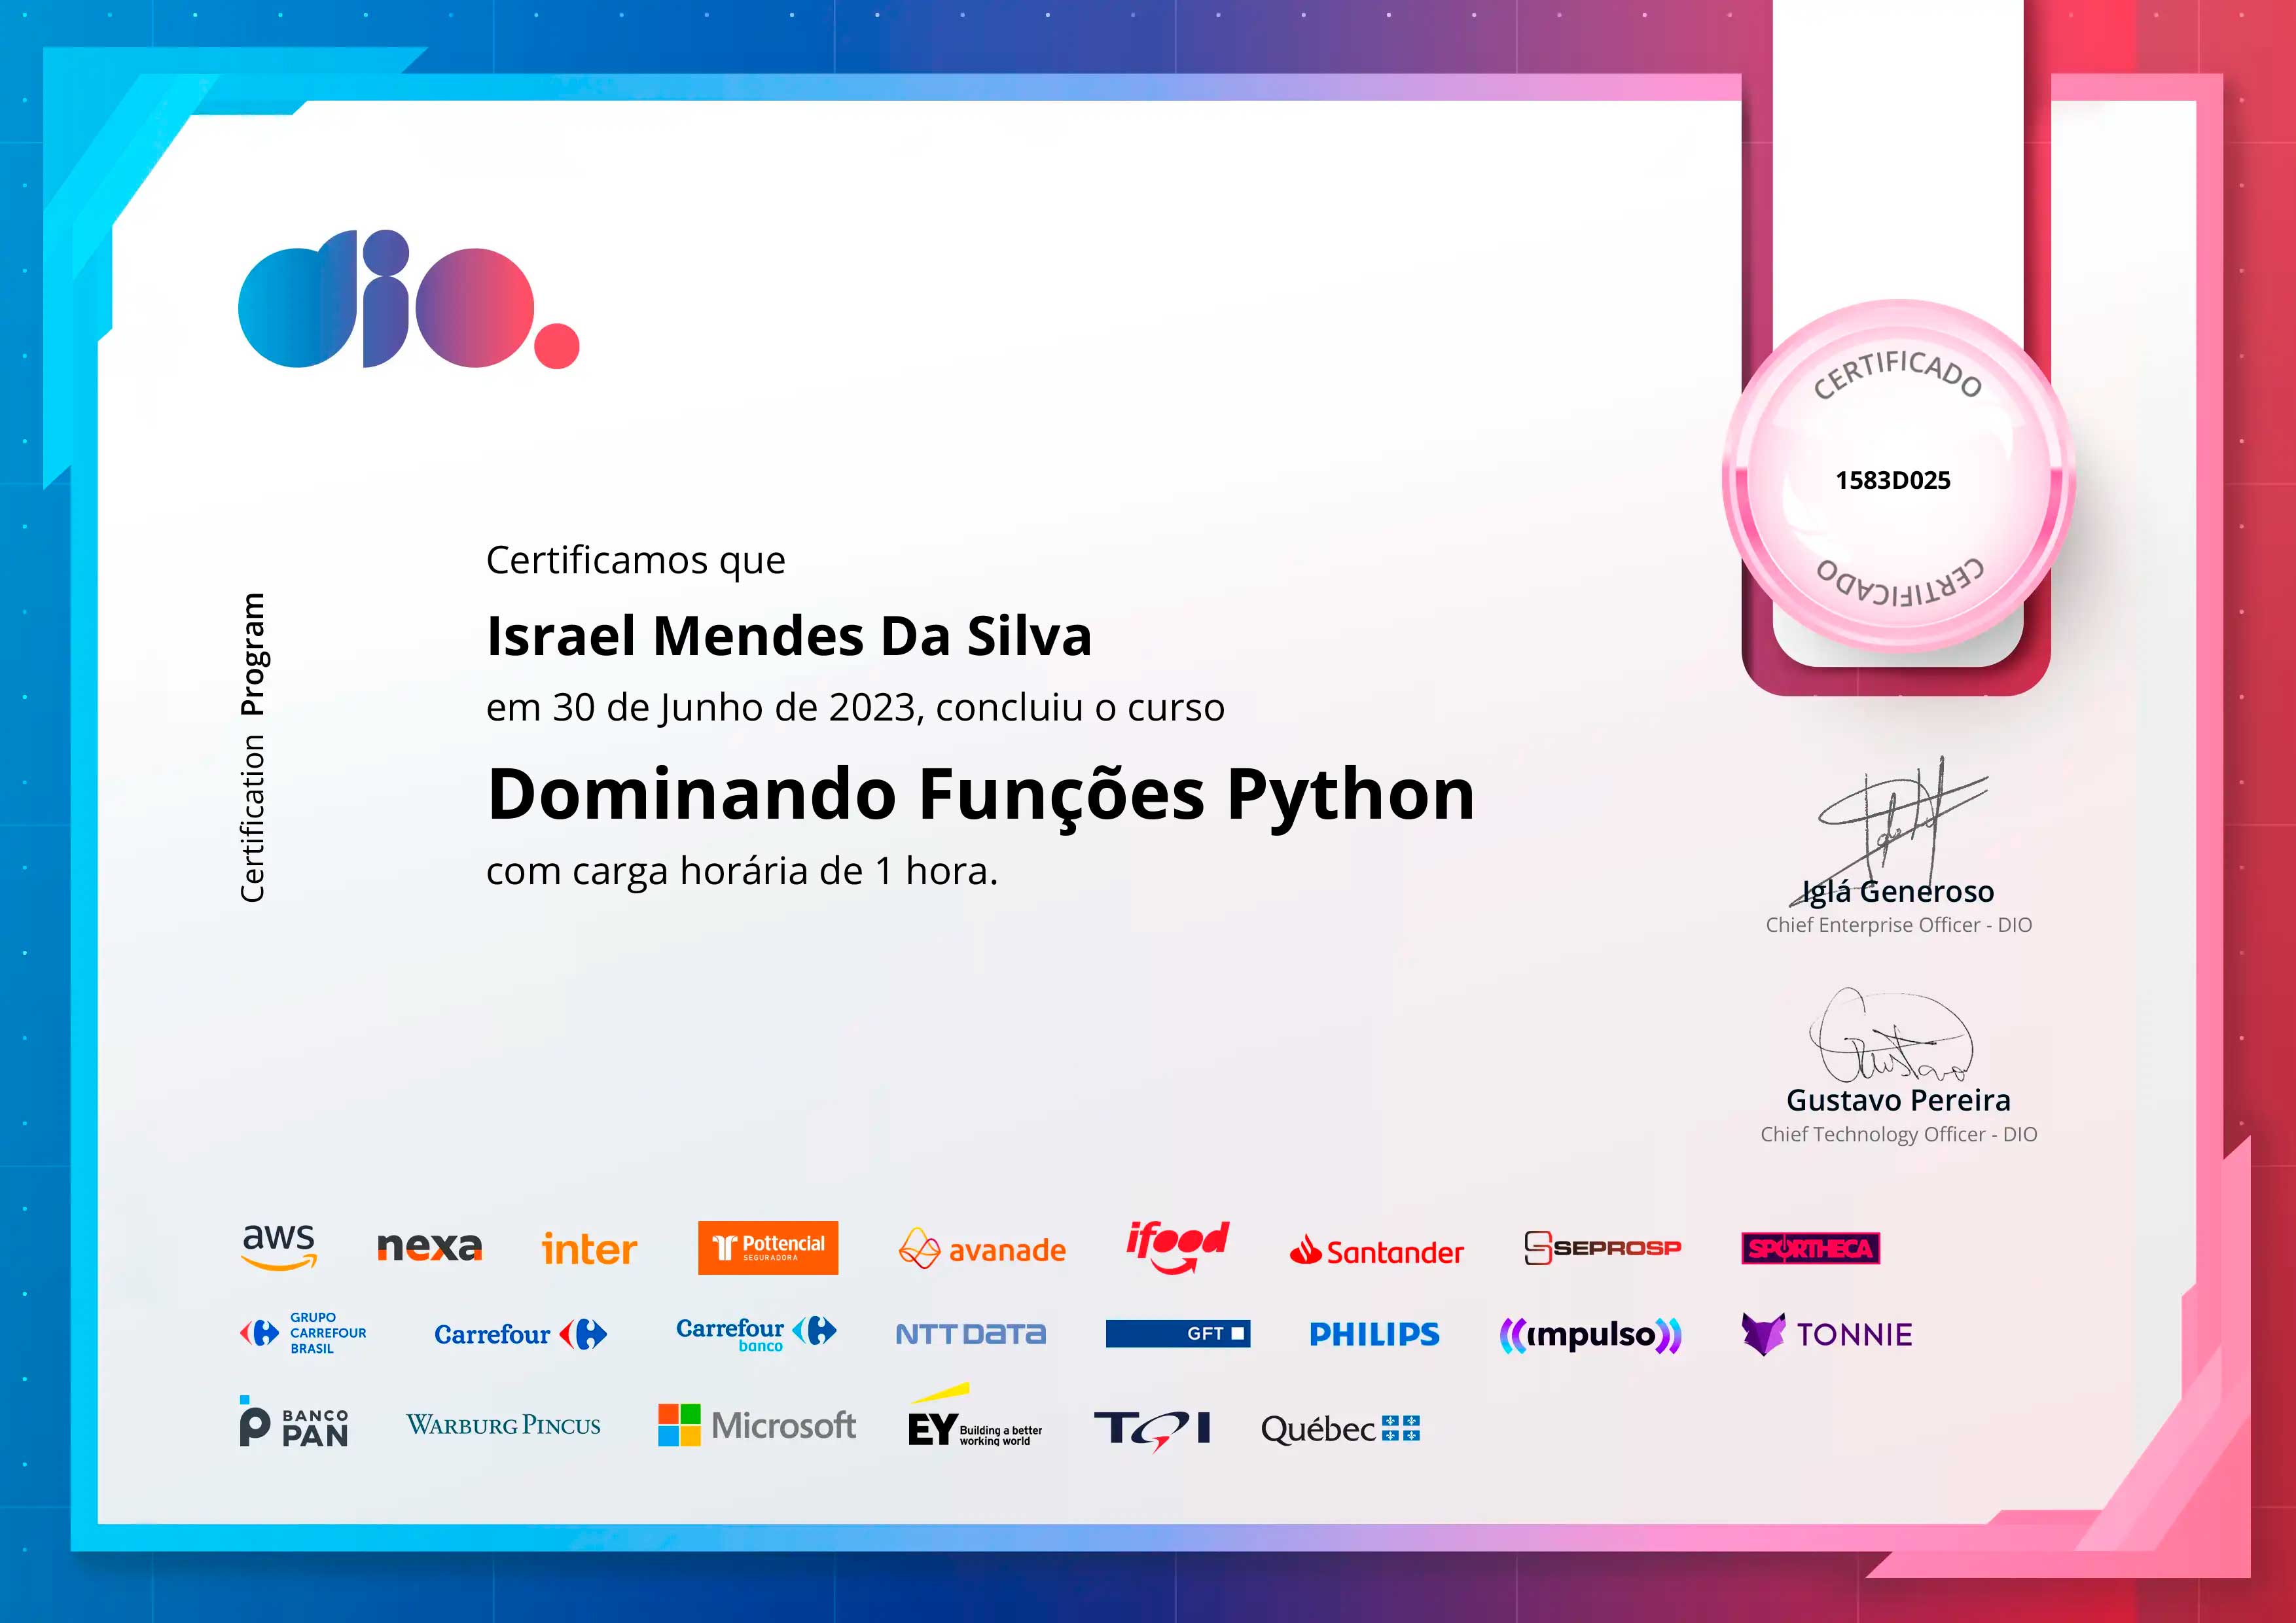 dio.
CERTIFICADO
1583D025
CERTIFICADO
Certification Program
Certificamos que
Israel Mendes Da Silva
em 30 de Junho de 2023, concluiu o curso
Dominando Funções Python
com carga horária de 1 hora.
Iglá Generoso
Chief Enterprise Officer - DIO
Gustavo Pereira
Chief Technology Officer - DIO
aws nexa inter Pottencial SEGURADORA avanade ifood Santander SEPROSP SPORTHECA
GRUPO CARREFOUR BRASIL Carrefour Carrefour banco NTT DATA GFT PHILIPS impulso TONNIE
BANCO PAN WARBURG PINCUS Microsoft EY Building a better working world TQI Québec